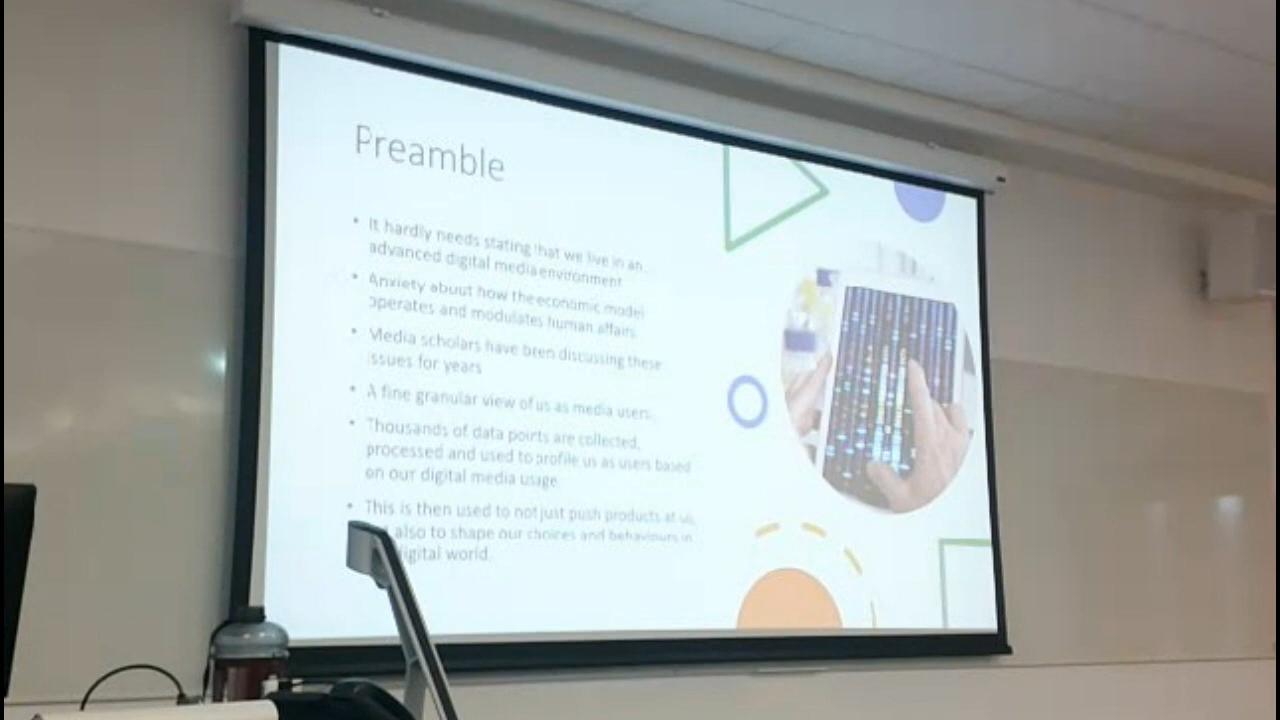 Preamble
• It hardly needs stating that we live in an
advanced digital media environment
• Anxiety about how the economic model
operates and modulates human affairs
• Media scholars have been discussing these
issues for years
• A fine granular view of us as media users.
• Thousands of data points are collected,
processed and used to profile us as users based
on our digital media usage
• This is then used to not just push products at us,
also to shape our choices and behaviours in
digital world.